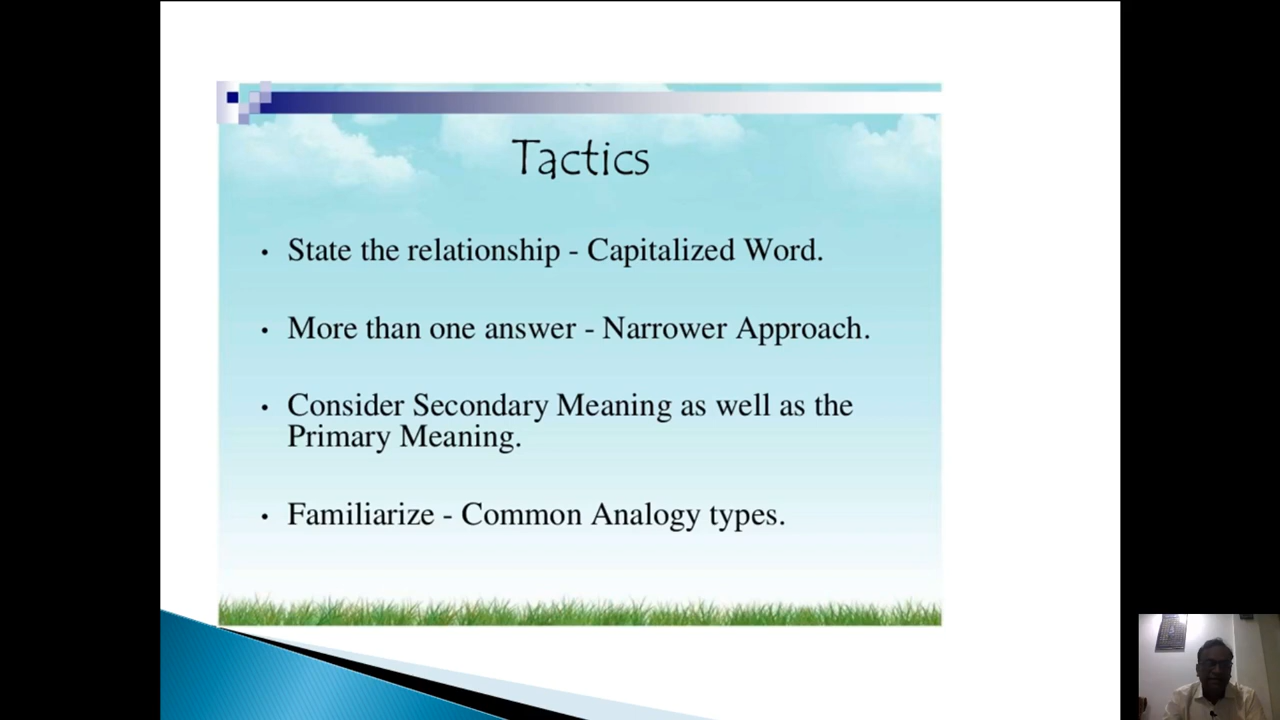 Tactics
• State the relationship - Capitalized Word.
• More than one answer - Narrower Approach.
• Consider Secondary Meaning as well as the
Primary Meaning.
• Familiarize - Common Analogy types.